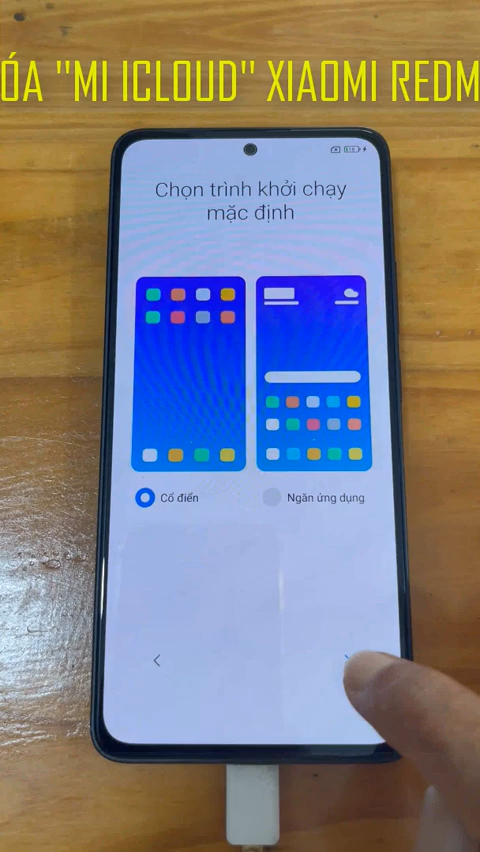 ÓA "MI ICLOUD" XIAOMI REDM
Chọn trình khởi chạy
mặc định
Cổ điển
Ngăn ứng dụng